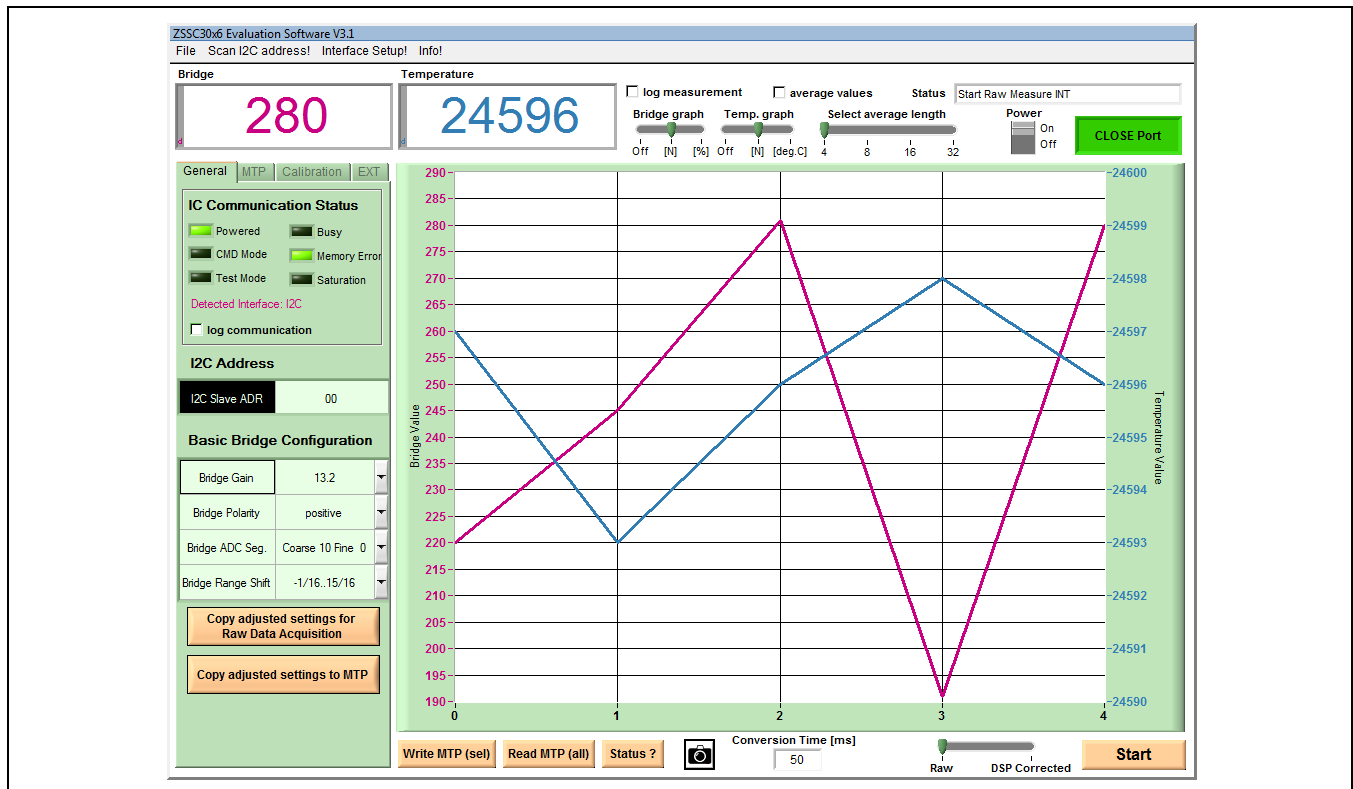 ZSSC30x6 Evaluation Software V3.1
File Scan I2C address! Interface Setup! Info!
Bridge
280
d
Temperature
24596
d
log measurement
average values
Status
Start Raw Measure INT
Bridge graph
Off [N] [%]
Temp. graph
Off [N] [deg.C]
Select average length
4 8 16 32
Power
On
Off
CLOSE Port
General MTP Calibration EXT
IC Communication Status
Powered Busy
CMD Mode Memory Error
Test Mode Saturation
Detected Interface: I2C
log communication
I2C Address
I2C Slave ADR 00
Basic Bridge Configuration
Bridge Gain 13.2
Bridge Polarity positive
Bridge ADC Seg. Coarse 10 Fine 0
Bridge Range Shift -1/16..15/16
Copy adjusted settings for
Raw Data Acquisition
Copy adjusted settings to MTP
Bridge Value
290
285
280
275
270
265
260
255
250
245
240
235
230
225
220
215
210
205
200
195
190
0 1 2 3 4
24600
24599
24598
24597
24596
24595
24594
24593
24592
24591
24590
Temperature Value
Write MTP (sel) Read MTP (all) Status ?
Conversion Time [ms]
50
Raw DSP Corrected
Start